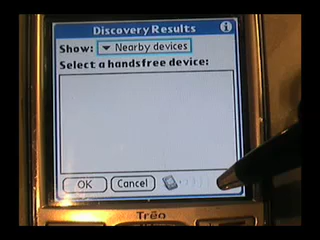 Discovery Results
Show: Nearby devices
Select a handsfree device:
OK Cancel
Treo